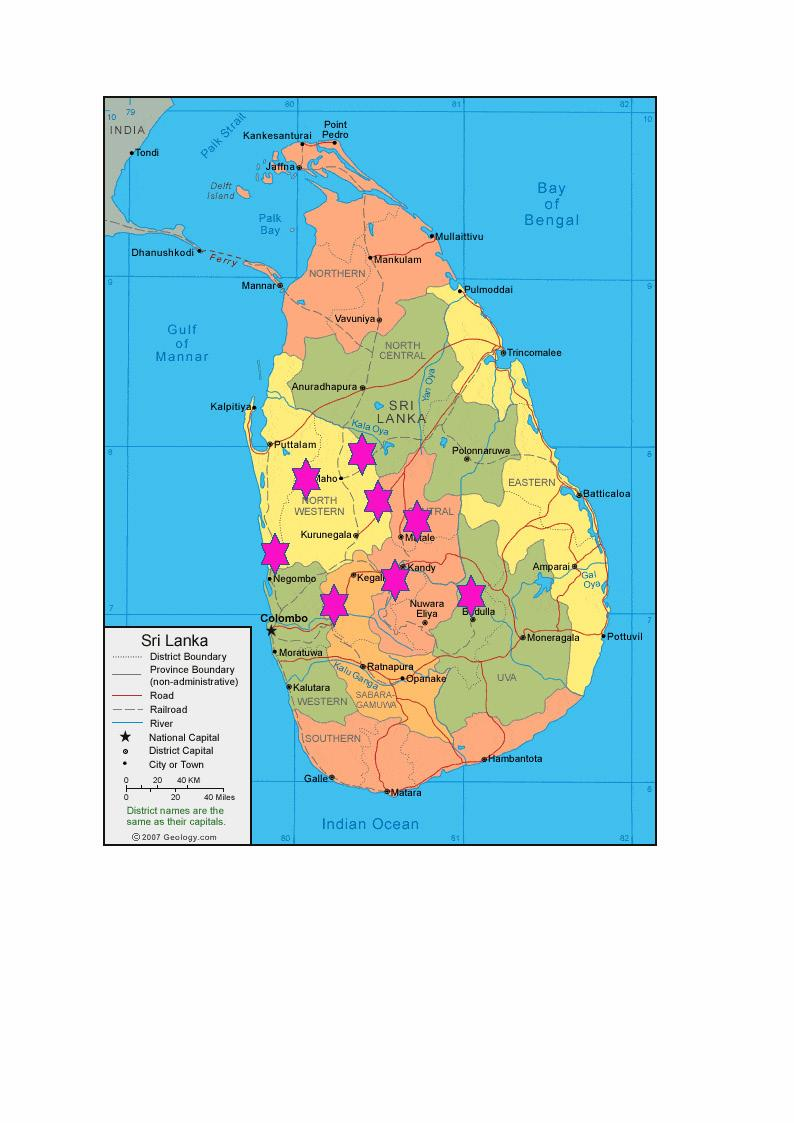 80
81
82
10
79
10
INDIA
Palk Strait
Point
Pedro
Kankesanturai
Tondi
Jaffna
Delft
Island
Bay
of
Bengal
Palk
Bay
Mullaittivu
Dhanushkodi
Ferry
Mankulam
NORTHERN
9
9
Mannar
Pulmoddai
Vavuniya
Gulf
of
Mannar
NORTH
CENTRAL
Trincomalee
Anuradhapura
Yan Oya
Kalpitiya
SRI
LANKA
Kala Oya
Puttalam
8
8
Polonnaruwa
Maho
EASTERN
Batticaloa
NORTH
WESTERN
TRAL
Kurunegala
Matale
Negombo
Kegal
Kandy
Amparai
Gal
Oya
Nuwara
Eliya
Badulla
7
7
Colombo
Moneragala
Pottuvil
Moratuwa
Ratnapura
Kalu Ganga
Opanake
Kalutara
UVA
WESTERN
SABARA-
GAMUWA
SOUTHERN
Hambantota
Galle
6
Matara
Indian Ocean
80
81
82
Sri Lanka
District Boundary
Province Boundary
(non-administrative)
Road
Railroad
River
National Capital
District Capital
City or Town
0 20 40 KM
0 20 40 Miles
District names are the
same as their capitals.
©2007 Geology.com